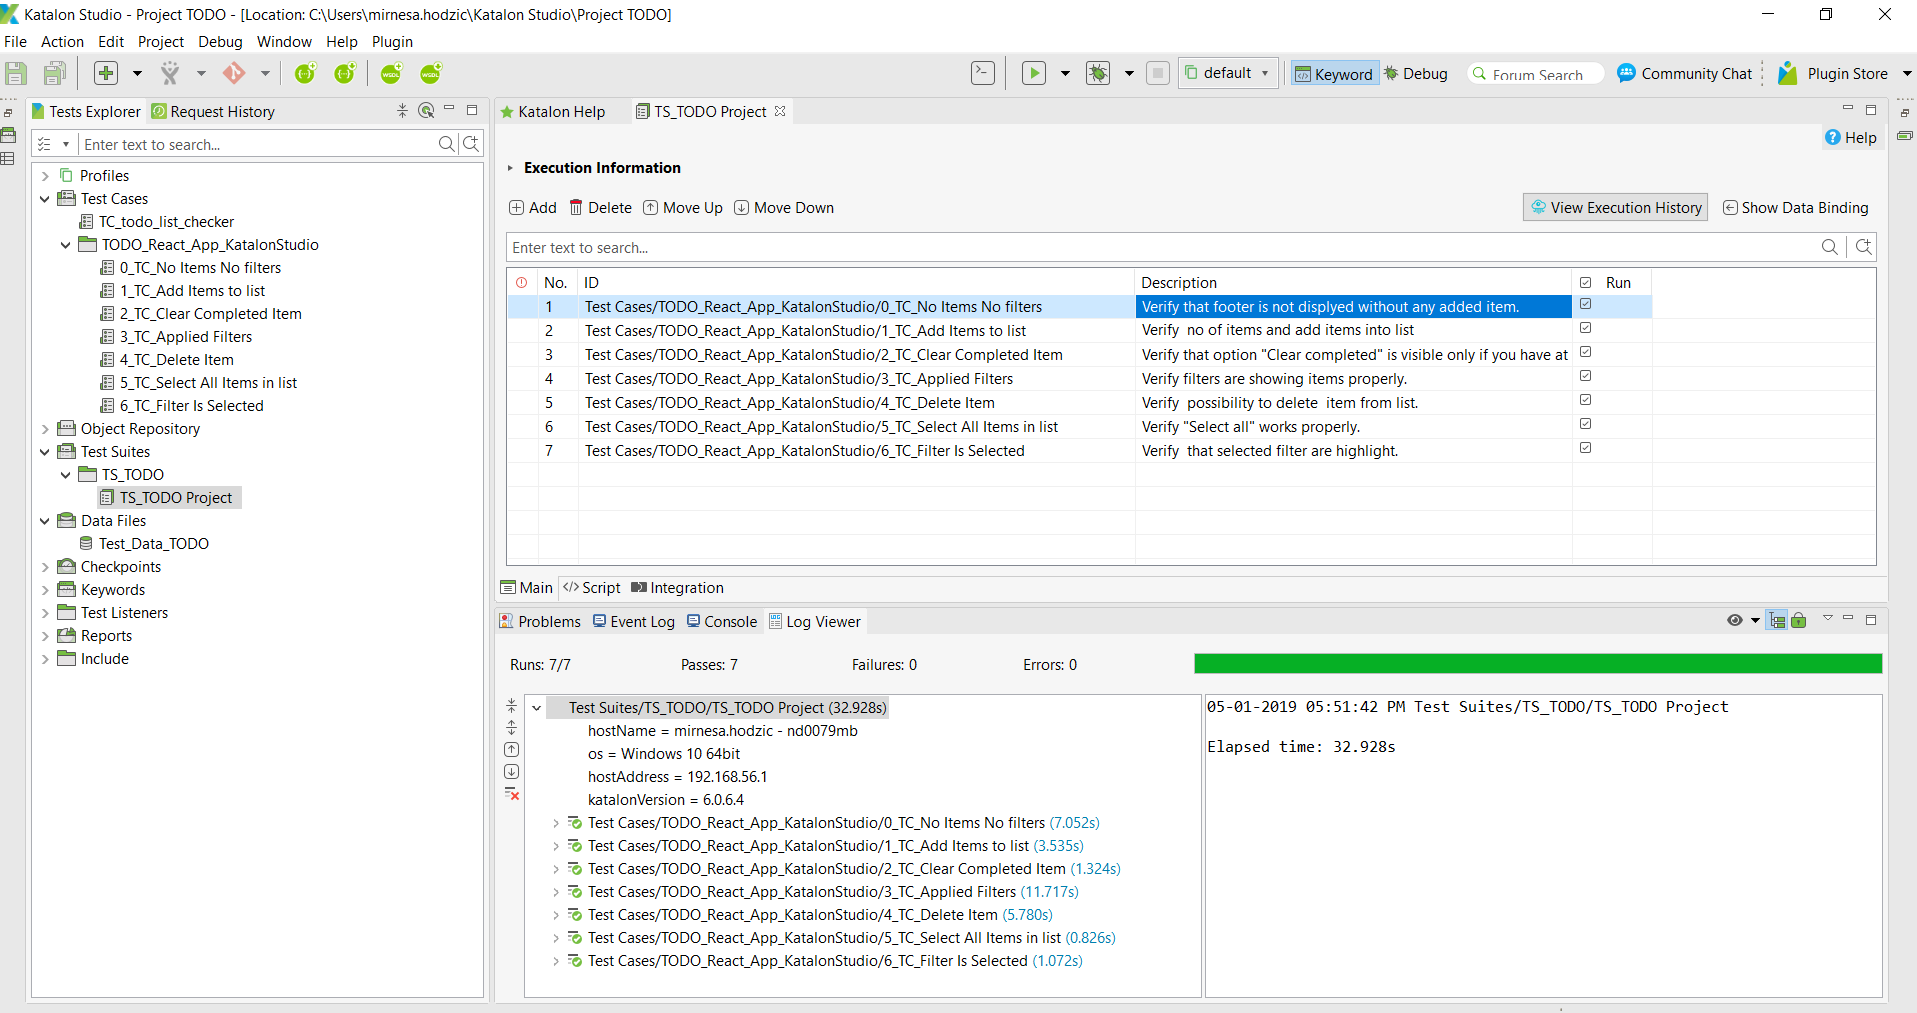 Katalon Studio - Project TODO - [Location: C:\Users\mirnesa.hodzic\Katalon Studio\Project TODO]
File Action Edit Project Debug Window Help Plugin
default Keyword Debug Forum Search Community Chat Plugin Store
Tests Explorer Request History
Enter text to search...
Profiles
Test Cases
TC_todo_list_checker
TODO_React_App_KatalonStudio
0_TC_No Items No filters
1_TC_Add Items to list
2_TC_Clear Completed Item
3_TC_Applied Filters
4_TC_Delete Item
5_TC_Select All Items in list
6_TC_Filter Is Selected
Object Repository
Test Suites
TS_TODO
TS_TODO Project
Data Files
Test_Data_TODO
Checkpoints
Keywords
Test Listeners
Reports
Include
Katalon Help TS_TODO Project
Help
Execution Information
Add Delete Move Up Move Down View Execution History Show Data Binding
Enter text to search...
No. ID Description Run
1 Test Cases/TODO_React_App_KatalonStudio/0_TC_No Items No filters Verify that footer is not displyed without any added item.
2 Test Cases/TODO_React_App_KatalonStudio/1_TC_Add Items to list Verify no of items and add items into list
3 Test Cases/TODO_React_App_KatalonStudio/2_TC_Clear Completed Item Verify that option "Clear completed" is visible only if you have at
4 Test Cases/TODO_React_App_KatalonStudio/3_TC_Applied Filters Verify filters are showing items properly.
5 Test Cases/TODO_React_App_KatalonStudio/4_TC_Delete Item Verify possibility to delete item from list.
6 Test Cases/TODO_React_App_KatalonStudio/5_TC_Select All Items in list Verify "Select all" works properly.
7 Test Cases/TODO_React_App_KatalonStudio/6_TC_Filter Is Selected Verify that selected filter are highlight.
Main Script Integration
Problems Event Log Console Log Viewer
Runs: 7/7 Passes: 7 Failures: 0 Errors: 0
Test Suites/TS_TODO/TS_TODO Project (32.928s)
hostName = mirnesa.hodzic - nd0079mb
os = Windows 10 64bit
hostAddress = 192.168.56.1
katalonVersion = 6.0.6.4
Test Cases/TODO_React_App_KatalonStudio/0_TC_No Items No filters (7.052s)
Test Cases/TODO_React_App_KatalonStudio/1_TC_Add Items to list (3.535s)
Test Cases/TODO_React_App_KatalonStudio/2_TC_Clear Completed Item (1.324s)
Test Cases/TODO_React_App_KatalonStudio/3_TC_Applied Filters (11.717s)
Test Cases/TODO_React_App_KatalonStudio/4_TC_Delete Item (5.780s)
Test Cases/TODO_React_App_KatalonStudio/5_TC_Select All Items in list (0.826s)
Test Cases/TODO_React_App_KatalonStudio/6_TC_Filter Is Selected (1.072s)
05-01-2019 05:51:42 PM Test Suites/TS_TODO/TS_TODO Project
Elapsed time: 32.928s